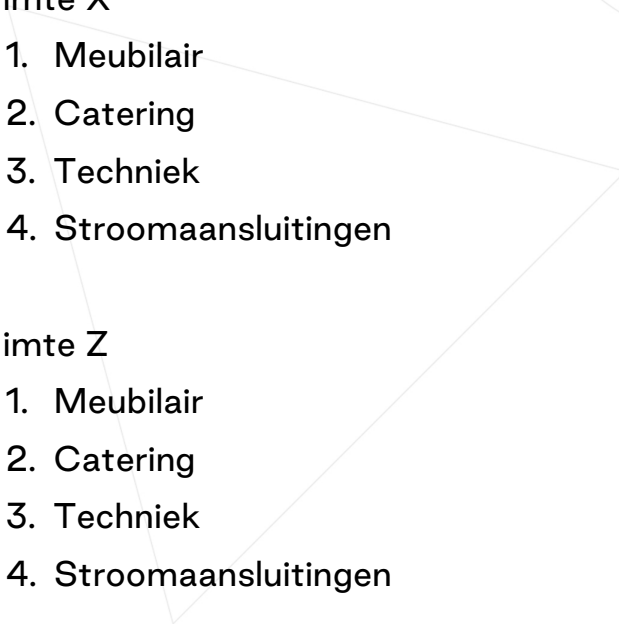 imte X
1. Meubilair
2. Catering
3. Techniek
4. Stroomaansluitingen
imte Z
1. Meubilair
2. Catering
3. Techniek
4. Stroomaansluitingen